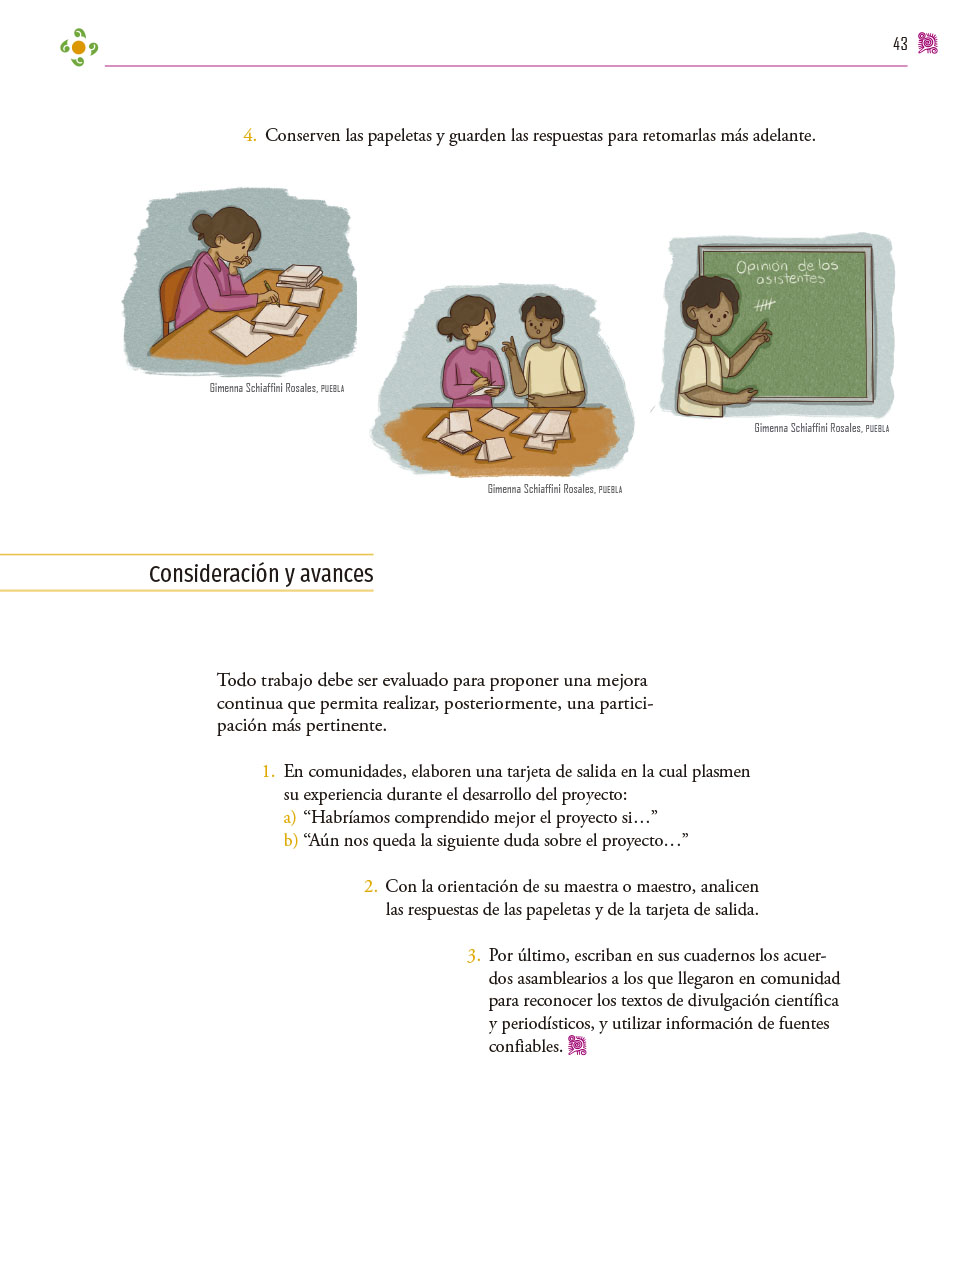 43
4. Conserven las papeletas y guarden las respuestas para retomarlas más adelante.
Opinion de los
asistentes
Gimenna Schiaffini Rosales, PUEBLA
Gimenna Schiaffini Rosales, PUEBLA
Gimenna Schiaffini Rosales, PUEBLA
Consideración y avances
Todo trabajo debe ser evaluado para proponer una mejora
continua que permita realizar, posteriormente, una partici-
pación más pertinente.
1. En comunidades, elaboren una tarjeta de salida en la cual plasmen
su experiencia durante el desarrollo del proyecto:
a) “Habríamos comprendido mejor el proyecto si…”
b) “Aún nos queda la siguiente duda sobre el proyecto…”
2. Con la orientación de su maestra o maestro, analicen
las respuestas de las papeletas y de la tarjeta de salida.
3. Por último, escriban en sus cuadernos los acuer-
dos asamblearios a los que llegaron en comunidad
para reconocer los textos de divulgación científica
y periodísticos, y utilizar información de fuentes
confiables.